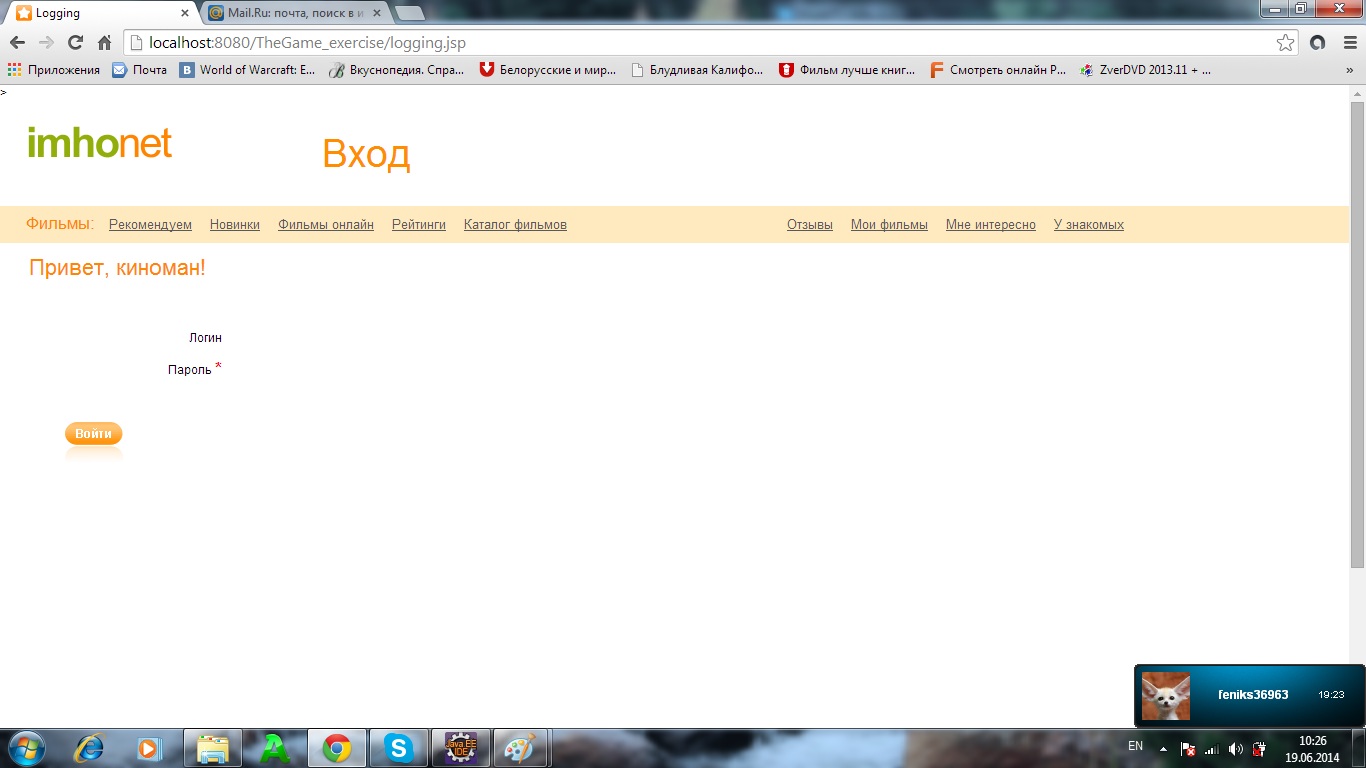 Logging
Mail.Ru: почта, поиск в и
localhost:8080/TheGame_exercise/logging.jsp
Приложения Почта World of Warcraft: E... Вкуснопедия. Спра... Белорусские и мир... Блудливая Калифо... Фильм лучше книг... Смотреть онлайн P... ZverDVD 2013.11 + ... »
>
imhonet
Вход
Фильмы: Рекомендуем Новинки Фильмы онлайн Рейтинги Каталог фильмов Отзывы Мои фильмы Мне интересно У знакомых
Привет, киноман!
Логин
Пароль *
Войти
feniks36963 19:23
Java EE
IDE
EN
10:26
19.06.2014